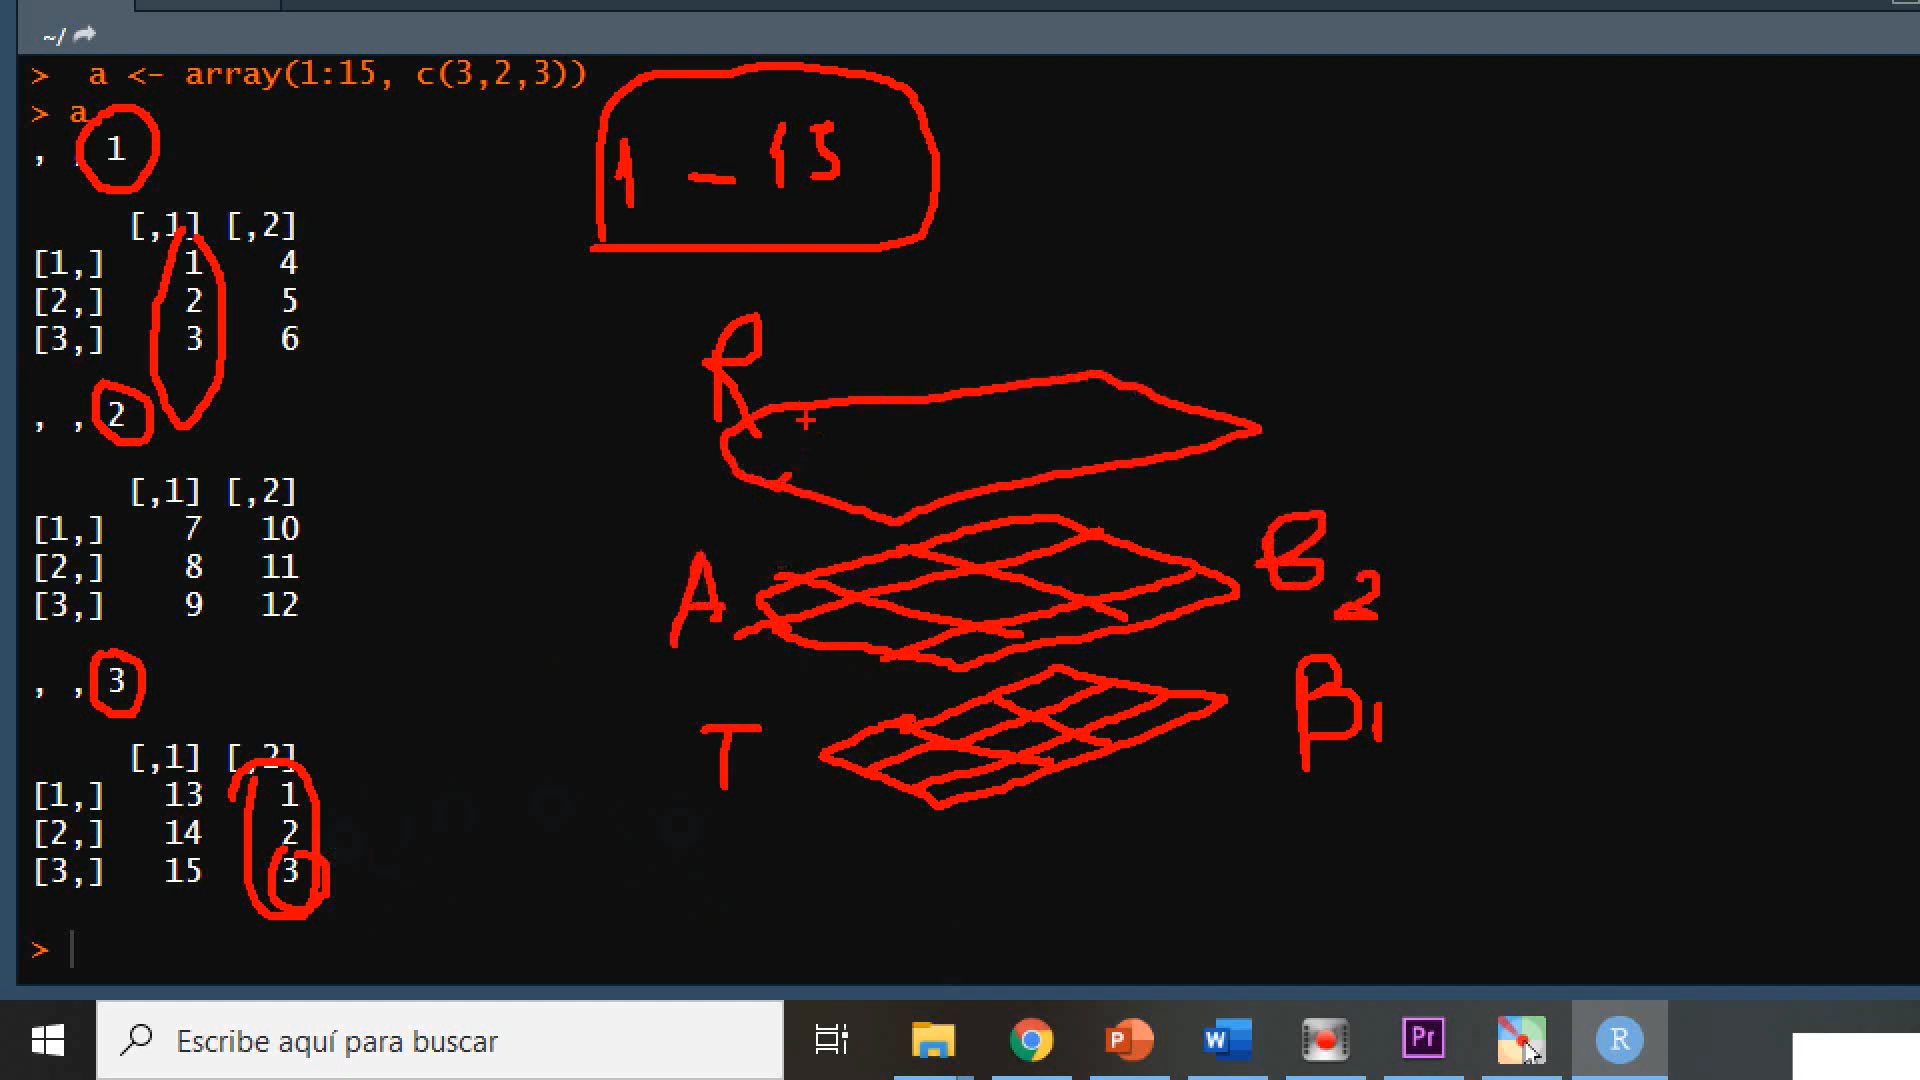 ~/
> a <- array(1:15, c(3,2,3))
> a
, , 1
[,1] [,2]
[1,] 1 4
[2,] 2 5
[3,] 3 6
, , 2
[,1] [,2]
[1,] 7 10
[2,] 8 11
[3,] 9 12
, , 3
[,1] [,2]
[1,] 13 1
[2,] 14 2
[3,] 15 3
>
1 - 15
R
A
B2
T
B1
Escribe aquí para buscar
P
W
Pr
R